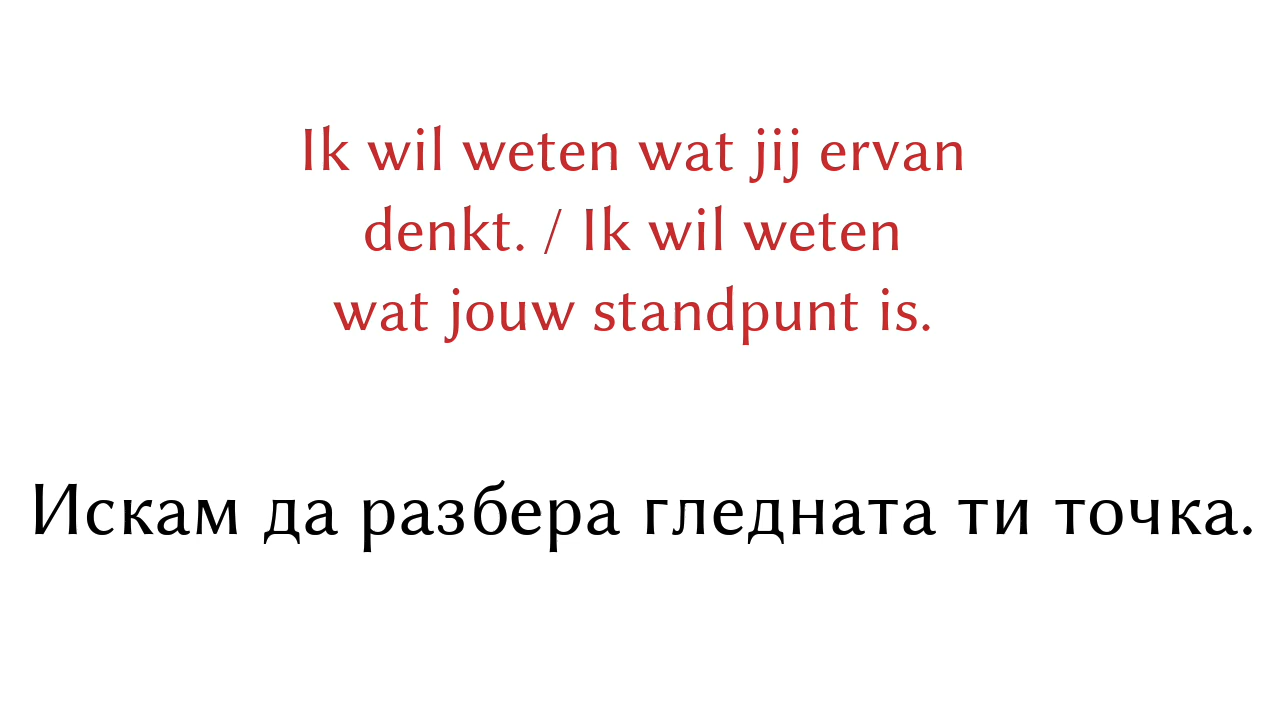 Ik wil weten wat jij ervan
denkt. / Ik wil weten
wat jouw standpunt is.
Искам да разбера гледната ти точка.